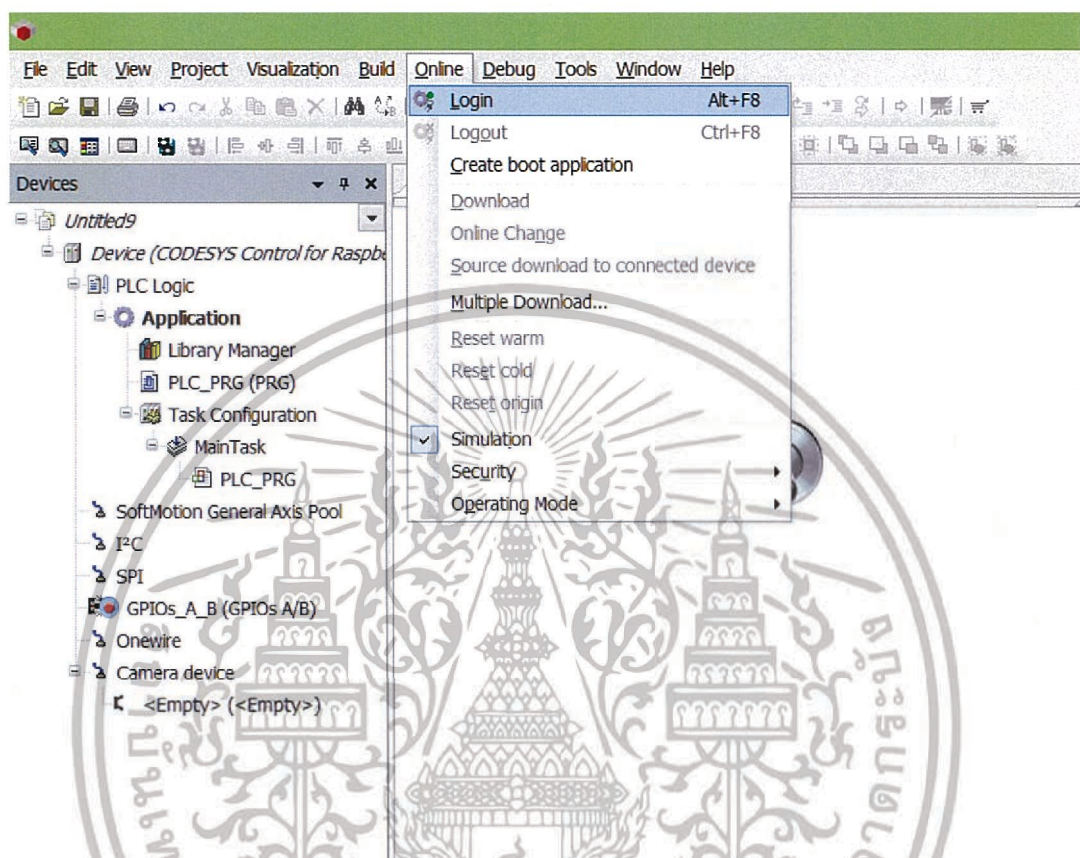 File Edit View Project Visualization Build Online Debug Tools Window Help
Login Alt+F8
Logout Ctrl+F8
Create boot application
Download
Online Change
Source download to connected device
Multiple Download...
Reset warm
Reset cold
Reset origin
Simulation
Security
Operating Mode
Devices
Untitled9
Device (CODESYS Control for Raspbe
PLC Logic
Application
Library Manager
PLC_PRG (PRG)
Task Configuration
MainTask
PLC_PRG
SoftMotion General Axis Pool
I²C
SPI
GPIOs_A_B (GPIOs A/B)
Onewire
Camera device
<Empty> (<Empty>)